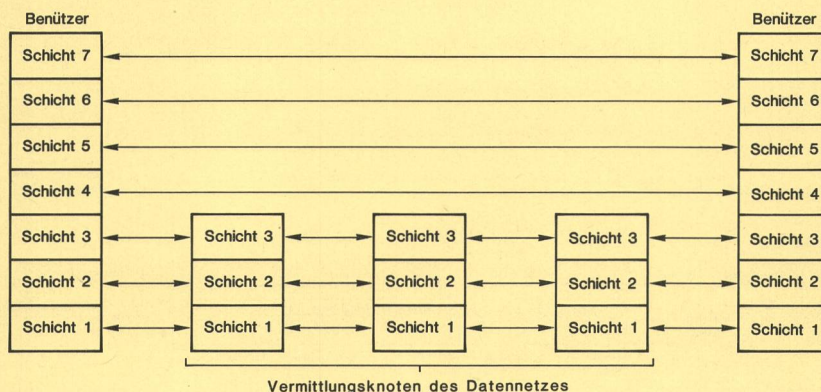 Benützer Benützer
Schicht 7 Schicht 7
Schicht 6 Schicht 6
Schicht 5 Schicht 5
Schicht 4 Schicht 4
Schicht 3 Schicht 3 Schicht 3 Schicht 3 Schicht 3
Schicht 2 Schicht 2 Schicht 2 Schicht 2 Schicht 2
Schicht 1 Schicht 1 Schicht 1 Schicht 1 Schicht 1
Vermittlungsknoten des Datennetzes